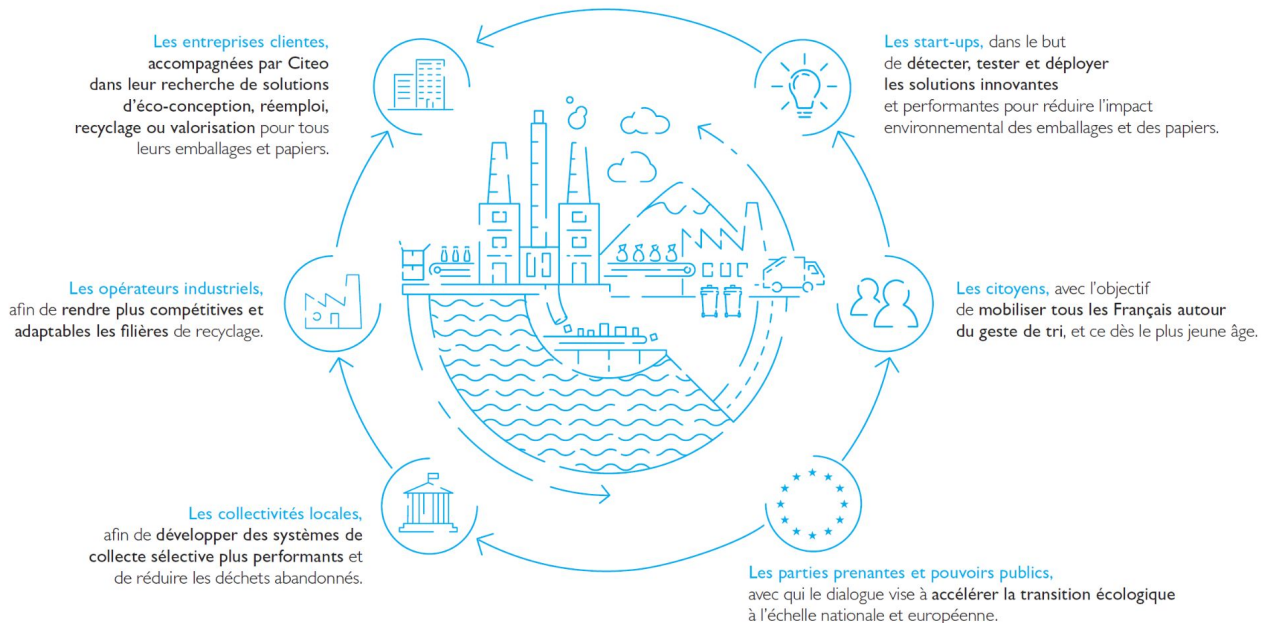 Les entreprises clientes,
accompagnées par Citeo
dans leur recherche de solutions
d'éco-conception, réemploi,
recyclage ou valorisation pour tous
leurs emballages et papiers.
Les start-ups, dans le but
de détecter, tester et déployer
les solutions innovantes
et performantes pour réduire l'impact
environnemental des emballages et des papiers.
Les opérateurs industriels,
afin de rendre plus compétitives et
adaptables les filières de recyclage.
Les citoyens, avec l'objectif
de mobiliser tous les Français autour
du geste de tri, et ce dès le plus jeune âge.
Les collectivités locales,
afin de développer des systèmes de
collecte sélective plus performants et
de réduire les déchets abandonnés.
Les parties prenantes et pouvoirs publics,
avec qui le dialogue vise à accélérer la transition écologique
à l'échelle nationale et européenne.